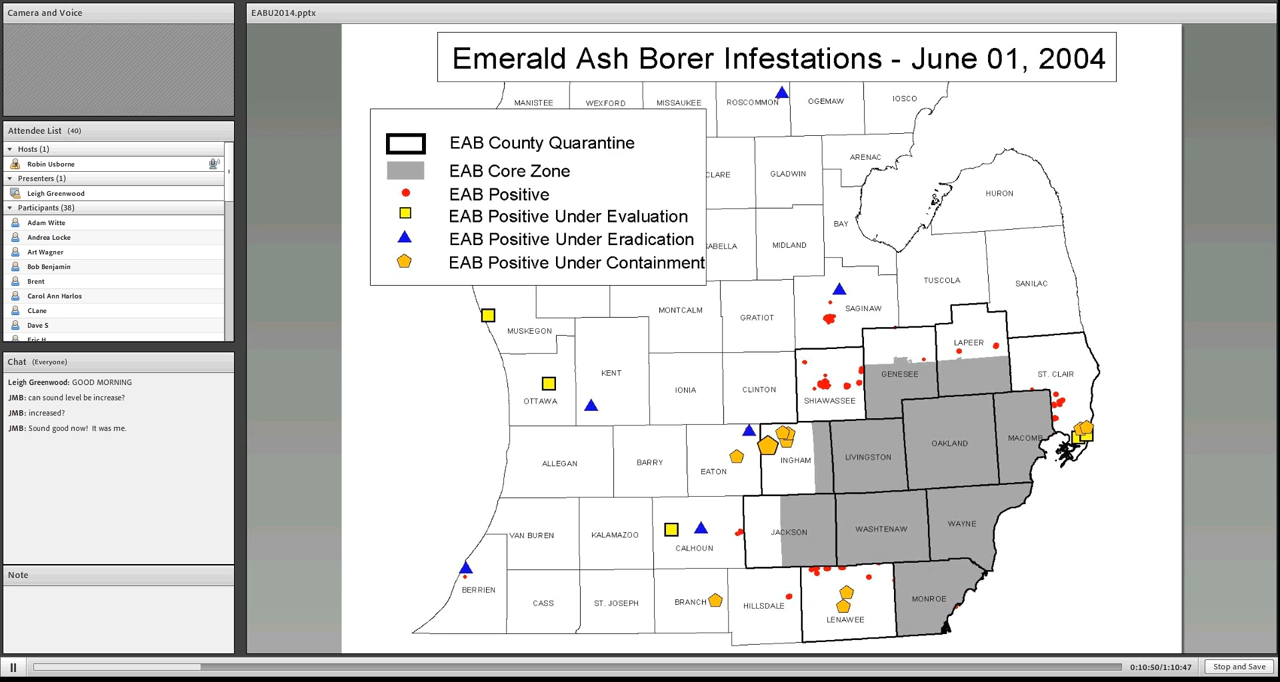 Camera and Voice
Attendee List (40)
Hosts (1)
Robin Usborne
Presenters (1)
Leigh Greenwood
Participants (38)
Adam Witte
Andrea Locke
Art Wagner
Bob Benjamin
Brent
Carol Ann Harlos
CLane
Dave S
Chat (Everyone)
Leigh Greenwood: GOOD MORNING
JMB: can sound level be increase?
JMB: increased?
JMB: Sound good now! It was me.
Note
EABU2014.pptx
Emerald Ash Borer Infestations - June 01, 2004
MANISTEE
WEXFORD
MISSAUKEE
ROSCOMMON
OGEMAW
IOSCO
EAB County Quarantine
EAB Core Zone
EAB Positive
EAB Positive Under Evaluation
EAB Positive Under Eradication
EAB Positive Under Containment
CLARE
GLADWIN
ARENAC
HURON
ABELLA
MIDLAND
BAY
TUSCOLA
SANILAC
MUSKEGON
MONTCALM
GRATIOT
SAGINAW
LAPEER
OTTAWA
KENT
IONIA
CLINTON
SHIAWASSEE
GENESEE
ST. CLAIR
ALLEGAN
BARRY
EATON
INGHAM
LIVINGSTON
OAKLAND
MACOMB
VAN BUREN
KALAMAZOO
CALHOUN
JACKSON
WASHTENAW
WAYNE
BERRIEN
CASS
ST. JOSEPH
BRANCH
HILLSDALE
LENAWEE
MONROE
0:10:50/1:10:47
Stop and Save